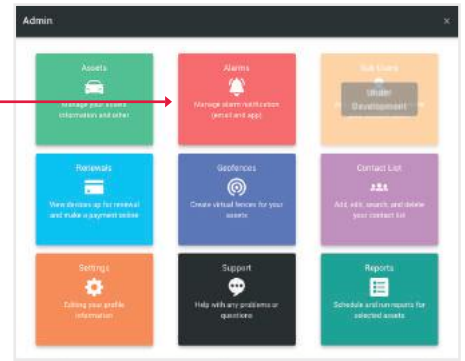 Admin
×
Assets
Manage your assets
information and other
Alarms
Manage alarm notification
(email and app)
Sub Users
Under
Development
Renewals
View devices up for renewal
and make a payment online
Geofences
Create virtual fences for your
assets
Contact List
Add, edit, search, and delete
your contact list
Settings
Editing your profile
information
Support
Help with any problems or
questions
Reports
Schedule and run reports for
selected assets